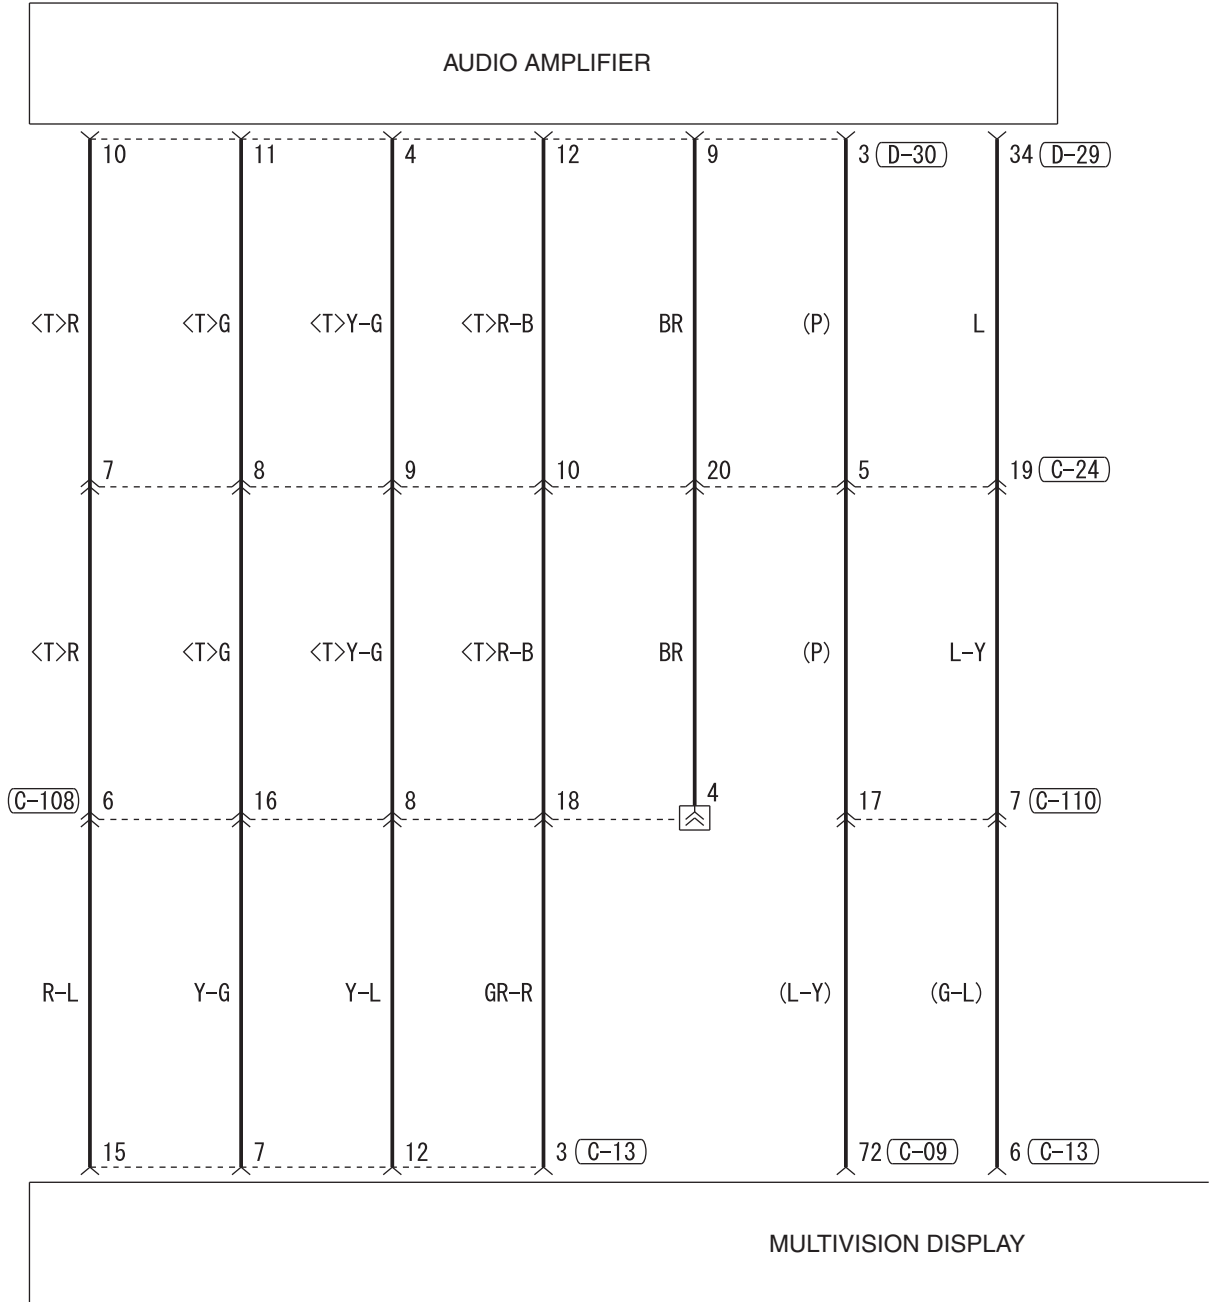 AUDIO AMPLIFIER
10 11 4 12 9 3 D-30 34 D-29
<T>R <T>G <T>Y-G <T>R-B BR (P) L
7 8 9 10 20 5 19 C-24
<T>R <T>G <T>Y-G <T>R-B BR (P) L-Y
C-108 6 16 8 18 4 17 7 C-110
R-L Y-G Y-L GR-R (L-Y) (G-L)
15 7 12 3 C-13 72 C-09 6 C-13
MULTIVISION DISPLAY